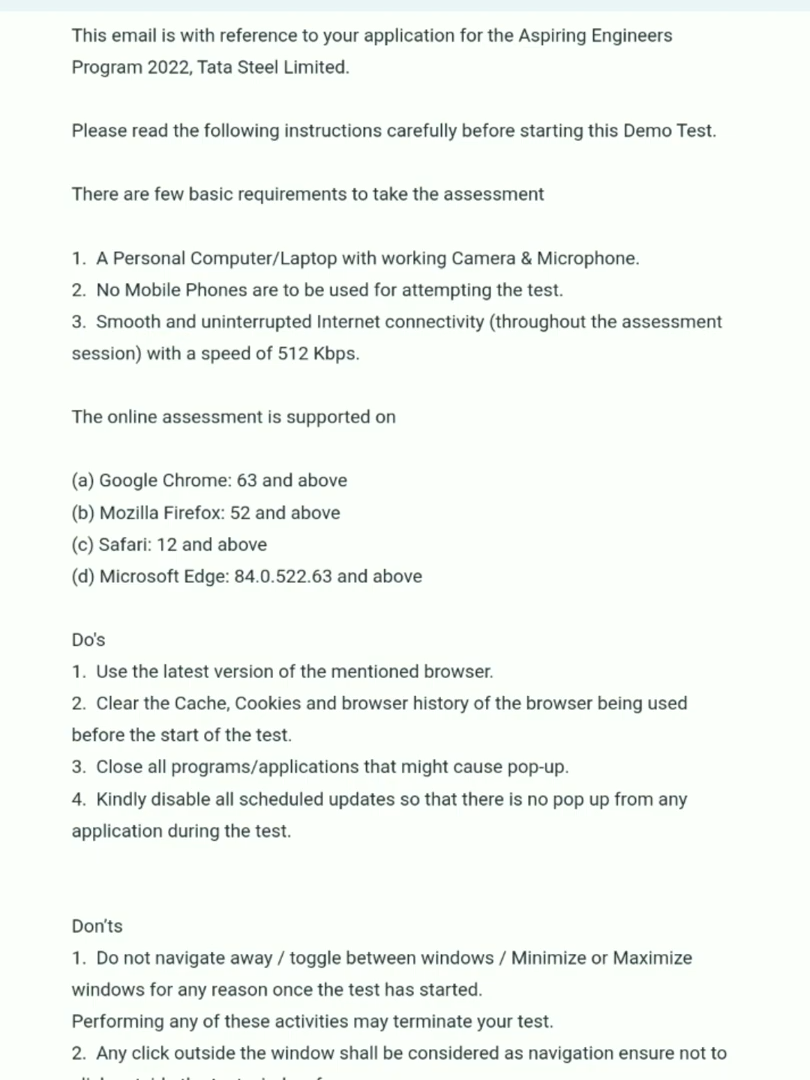 This email is with reference to your application for the Aspiring Engineers
Program 2022, Tata Steel Limited.
Please read the following instructions carefully before starting this Demo Test.
There are few basic requirements to take the assessment
1. A Personal Computer/Laptop with working Camera & Microphone.
2. No Mobile Phones are to be used for attempting the test.
3. Smooth and uninterrupted Internet connectivity (throughout the assessment
session) with a speed of 512 Kbps.
The online assessment is supported on
(a) Google Chrome: 63 and above
(b) Mozilla Firefox: 52 and above
(c) Safari: 12 and above
(d) Microsoft Edge: 84.0.522.63 and above
Do's
1. Use the latest version of the mentioned browser.
2. Clear the Cache, Cookies and browser history of the browser being used
before the start of the test.
3. Close all programs/applications that might cause pop-up.
4. Kindly disable all scheduled updates so that there is no pop up from any
application during the test.
Don'ts
1. Do not navigate away / toggle between windows / Minimize or Maximize
windows for any reason once the test has started.
Performing any of these activities may terminate your test.
2. Any click outside the window shall be considered as navigation ensure not to